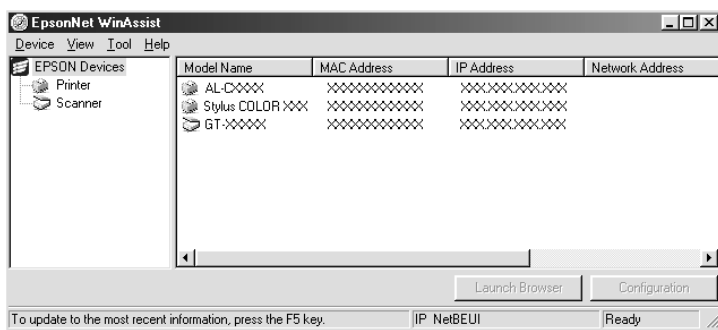 EpsonNet WinAssist
Device View Tool Help
EPSON Devices
Printer
Scanner
Model Name MAC Address IP Address Network Address
AL-CXXXX XXXXXXXXXXXX XXX.XXX.XXX.XXX
Stylus COLOR XXX XXXXXXXXXXXX XXX.XXX.XXX.XXX
GT-XXXXX XXXXXXXXXXXX XXX.XXX.XXX.XXX
Launch Browser Configuration
To update to the most recent information, press the F5 key. IP NetBEUI Ready